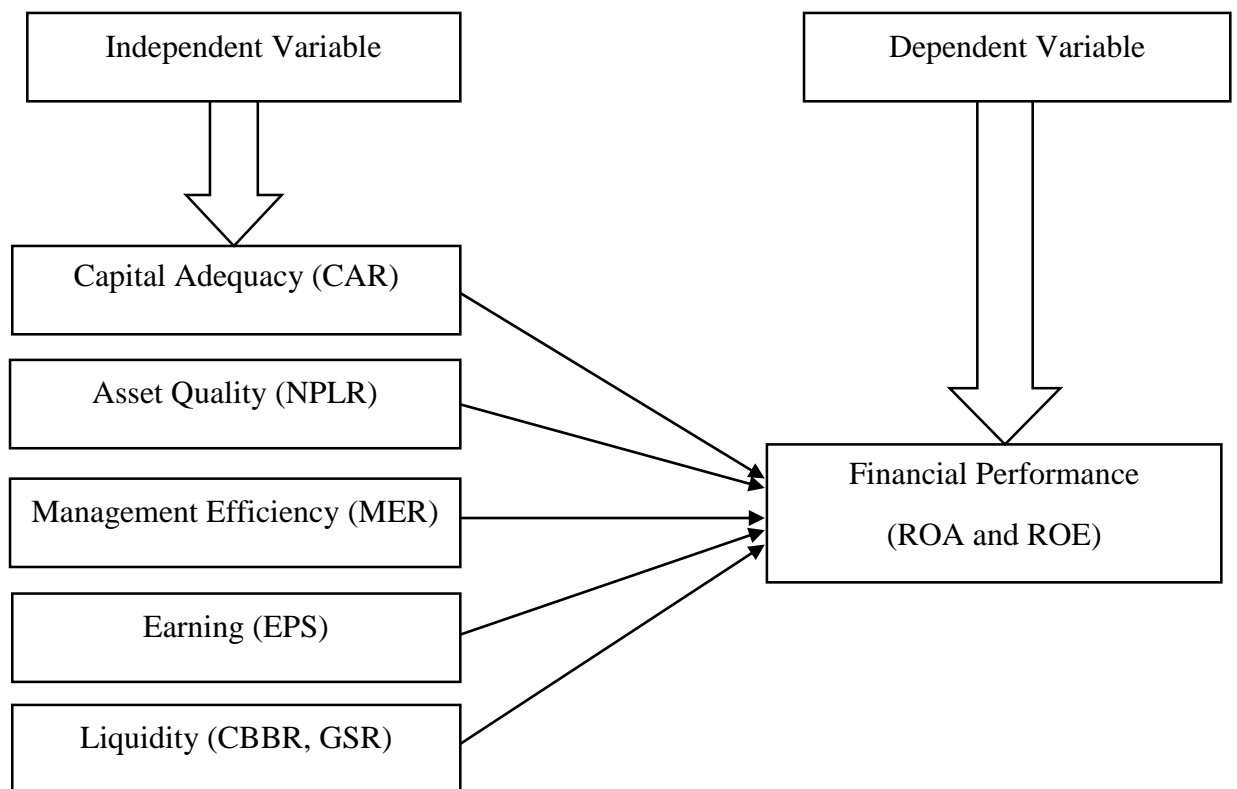 Independent Variable
Dependent Variable
Capital Adequacy (CAR)
Asset Quality (NPLR)
Management Efficiency (MER)
Earning (EPS)
Liquidity (CBBR, GSR)
Financial Performance
(ROA and ROE)